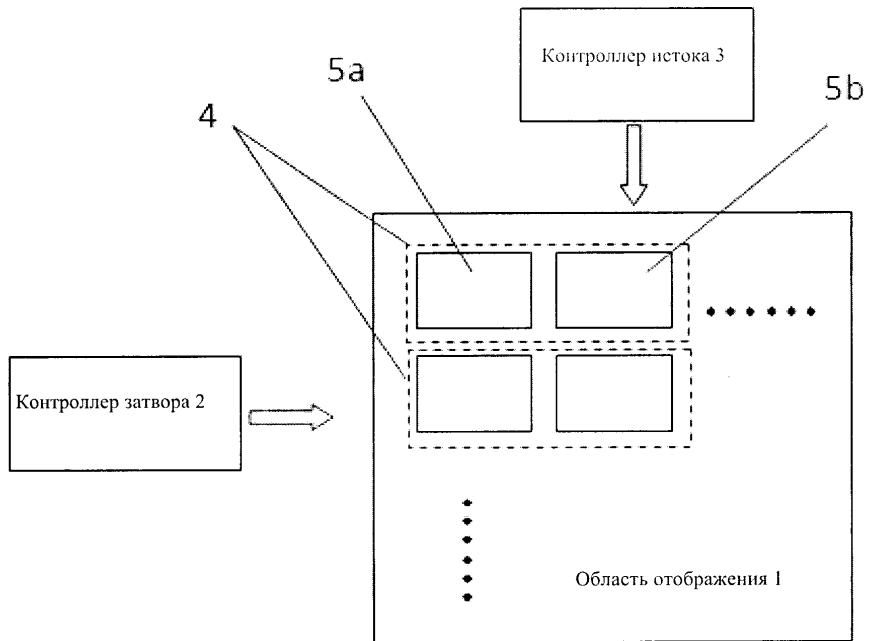 Контроллер истока 3
5a
5b
4
Контроллер затвора 2
Область отображения 1